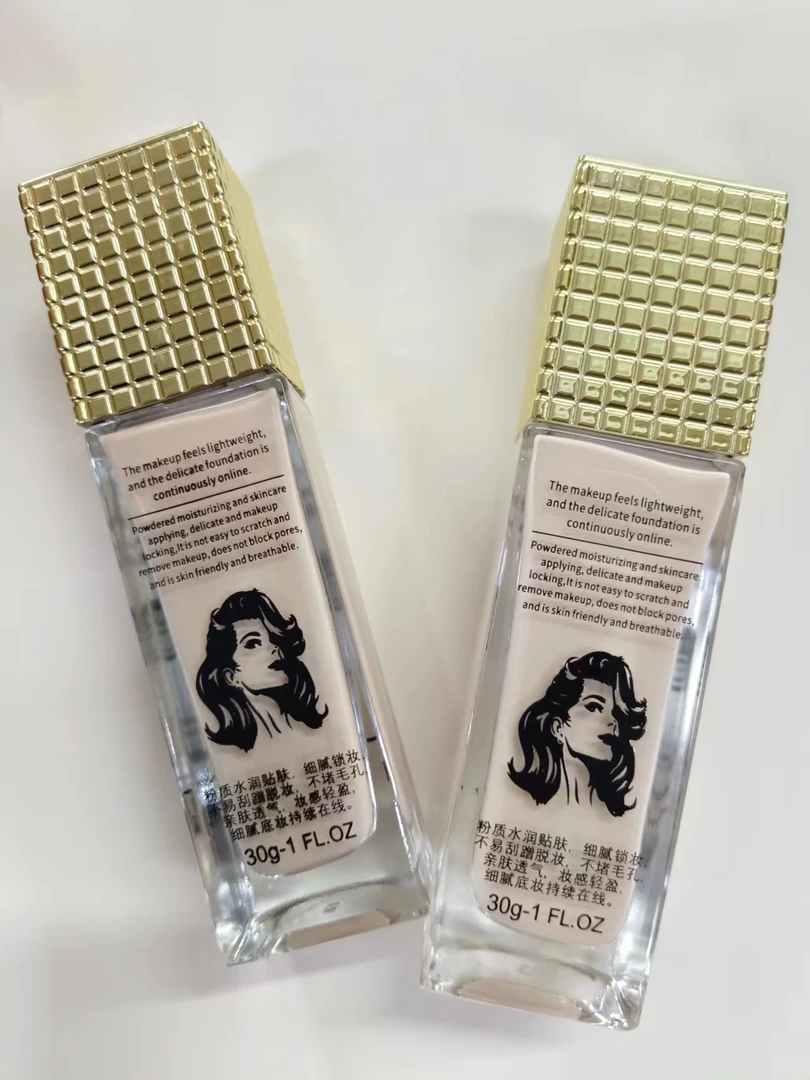 The makeup feels lightweight,
and the delicate foundation is
continuously online.
Powdered moisturizing and skincare
applying, delicate and makeup
locking,It is not easy to scratch and
remove makeup, does not block pores,
and is skin friendly and breathable.
粉质水润贴肤，细腻锁妆，
不易刮蹭脱妆，不堵毛孔，
亲肤透气，妆感轻盈，
细腻底妆持续在线。
30g-1 FL.OZ
The makeup feels lightweight,
and the delicate foundation is
continuously online.
Powdered moisturizing and skincare
applying, delicate and makeup
locking,It is not easy to scratch and
remove makeup, does not block pores,
and is skin friendly and breathable.
粉质水润贴肤，细腻锁妆，
不易刮蹭脱妆，不堵毛孔，
亲肤透气，妆感轻盈，
细腻底妆持续在线。
30g-1 FL.OZ